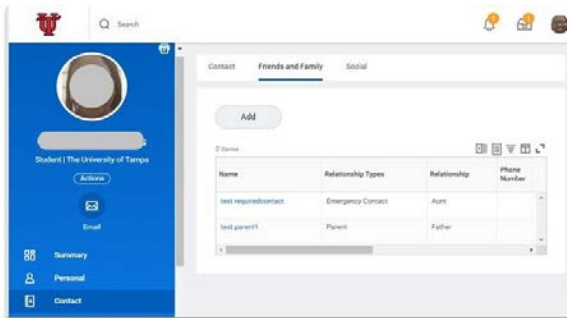 Search
Contact Friends and Family Social
Add
Student | The University of Tampa
Actions
Email
Summary
Personal
Contact
items
Name Relationship Types Relationship Phone Number
test requiredcontact Emergency Contact Aunt
test parent1 Parent Father